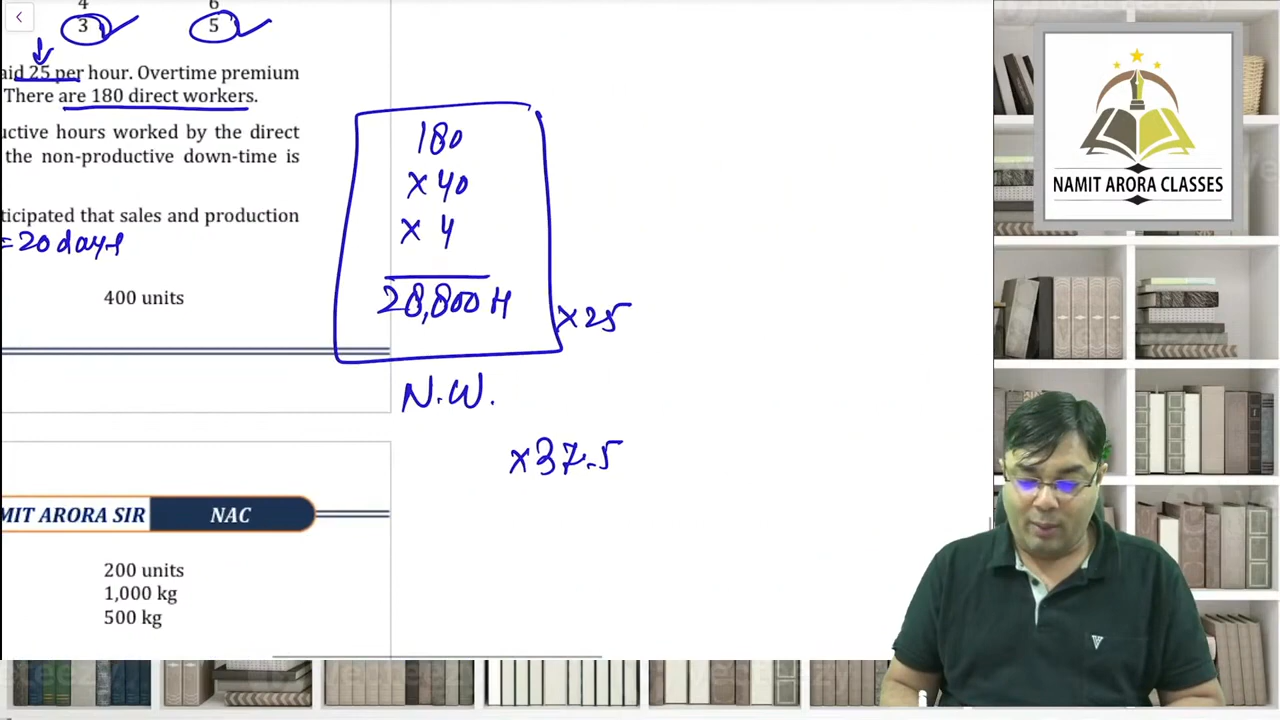 4 6
3 5
aid 25 per hour. Overtime premium
There are 180 direct workers.
uctive hours worked by the direct
the non-productive down-time is
ticipated that sales and production
= 20 days
400 units
180
× 40
× 4
28,800 H × 25
N.W.
× 37.5
MIT ARORA SIR NAC
200 units
1,000 kg
500 kg
NAMIT ARORA CLASSES